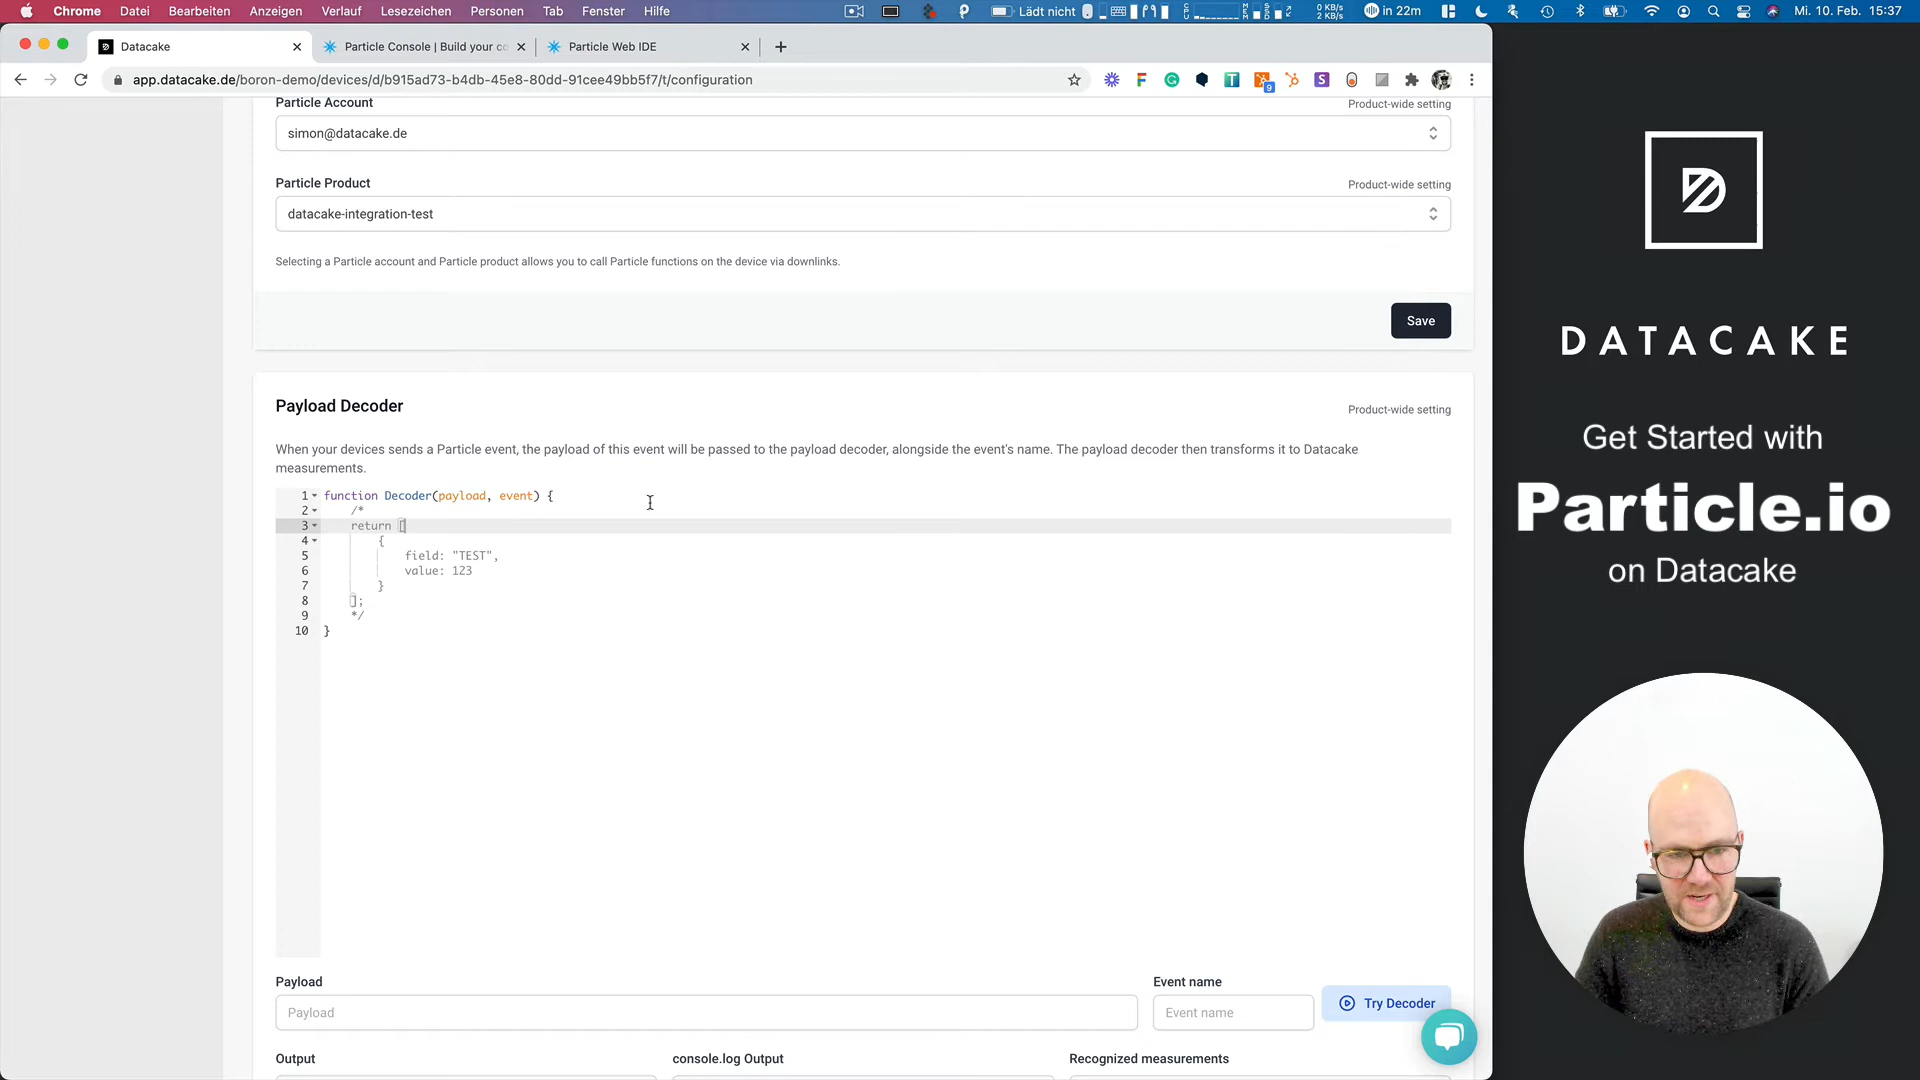 Chrome Datei Bearbeiten Anzeigen Verlauf Lesezeichen Personen Tab Fenster Hilfe Lädt nicht 0 KB/s 2 KB/s in 22m Mi. 10. Feb. 15:37
Datacake Particle Console | Build your co Particle Web IDE
app.datacake.de/boron-demo/devices/d/b915ad73-b4db-45e8-80dd-91cee49bb5f7/t/configuration
Particle Account Product-wide setting
simon@datacake.de
Particle Product Product-wide setting
datacake-integration-test
Selecting a Particle account and Particle product allows you to call Particle functions on the device via downlinks.
Save
Payload Decoder Product-wide setting
When your devices sends a Particle event, the payload of this event will be passed to the payload decoder, alongside the event's name. The payload decoder then transforms it to Datacake
measurements.
1 function Decoder(payload, event) {
2 /*
3 return [
4 {
5 field: "TEST",
6 value: 123
7 }
8 ];
9 */
10 }
Payload Event name
Payload Event name Try Decoder
Output console.log Output Recognized measurements
DATACAKE
Get Started with
Particle.io
on Datacake